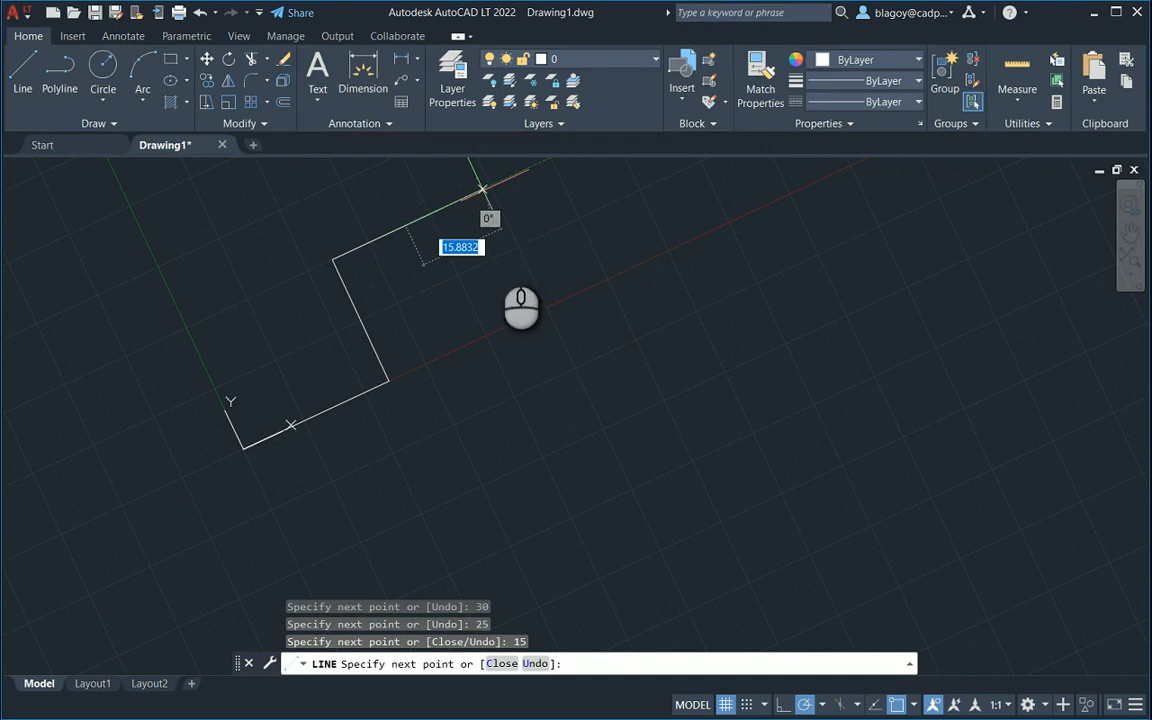 LT
Share
Autodesk AutoCAD LT 2022 Drawing1.dwg
Type a keyword or phrase
blagoy@cadp...
Home Insert Annotate Parametric View Manage Output Collaborate
Line Polyline Circle Arc
Text Dimension
Layer Properties
0
Insert
Match Properties
ByLayer
ByLayer
ByLayer
Group
Measure
Paste
Draw Modify Annotation Layers Block Properties Groups Utilities Clipboard
Start Drawing1*
0°
15.8832
Y
X
Specify next point or [Undo]: 30
Specify next point or [Undo]: 25
Specify next point or [Close/Undo]: 15
LINE Specify next point or [Close Undo]:
Model Layout1 Layout2
MODEL 1:1